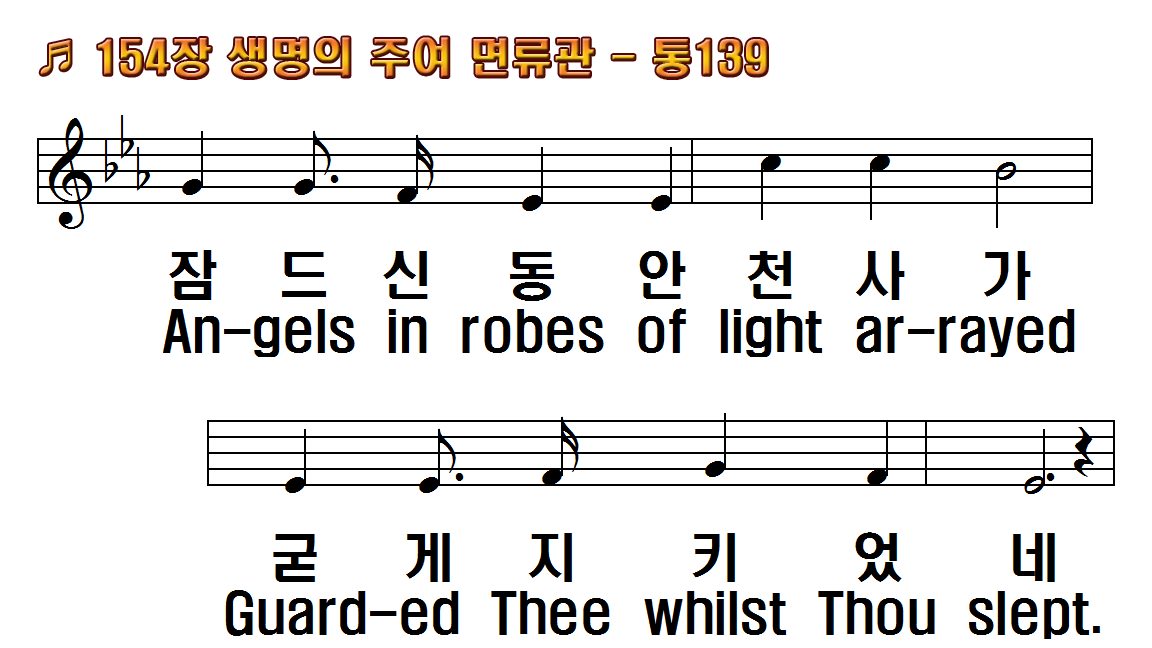 ♬ 154장 생명의 주여 면류관 - 통139
잠 드 신 동 안 천 사 가
An-gels in robes of light ar-rayed
굳 게 지 키 었 네
Guard-ed Thee whilst Thou slept.